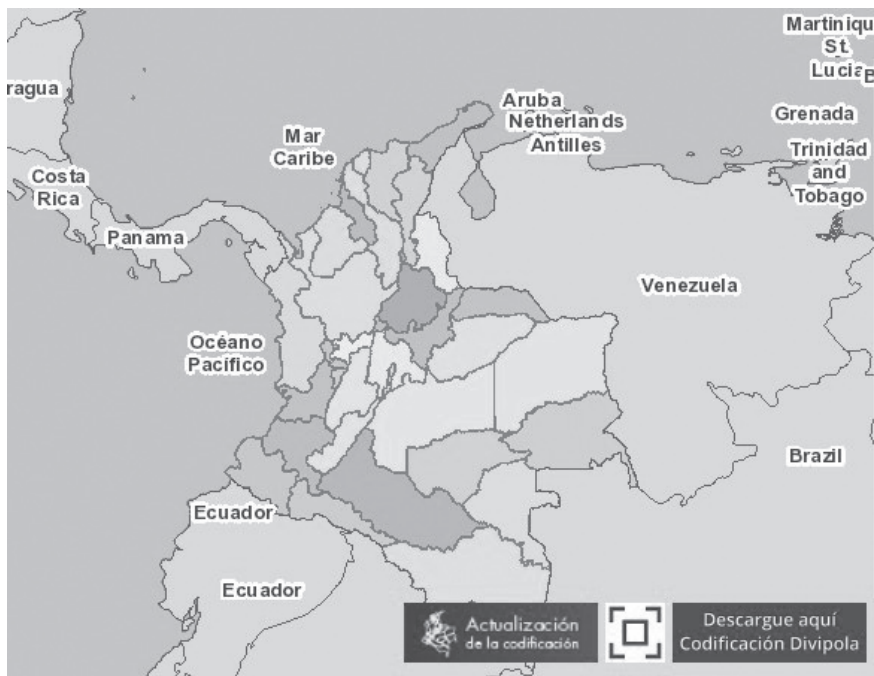 Martiniqu
St.
Lucia
B
ragua
Aruba
Netherlands
Antilles
Grenada
Mar
Caribe
Trinidad
and
Tobago
Costa
Rica
Panama
Venezuela
Océano
Pacífico
Brazil
Ecuador
Ecuador
Actualización
de la codificación
Descargue aquí
Codificación Divipola